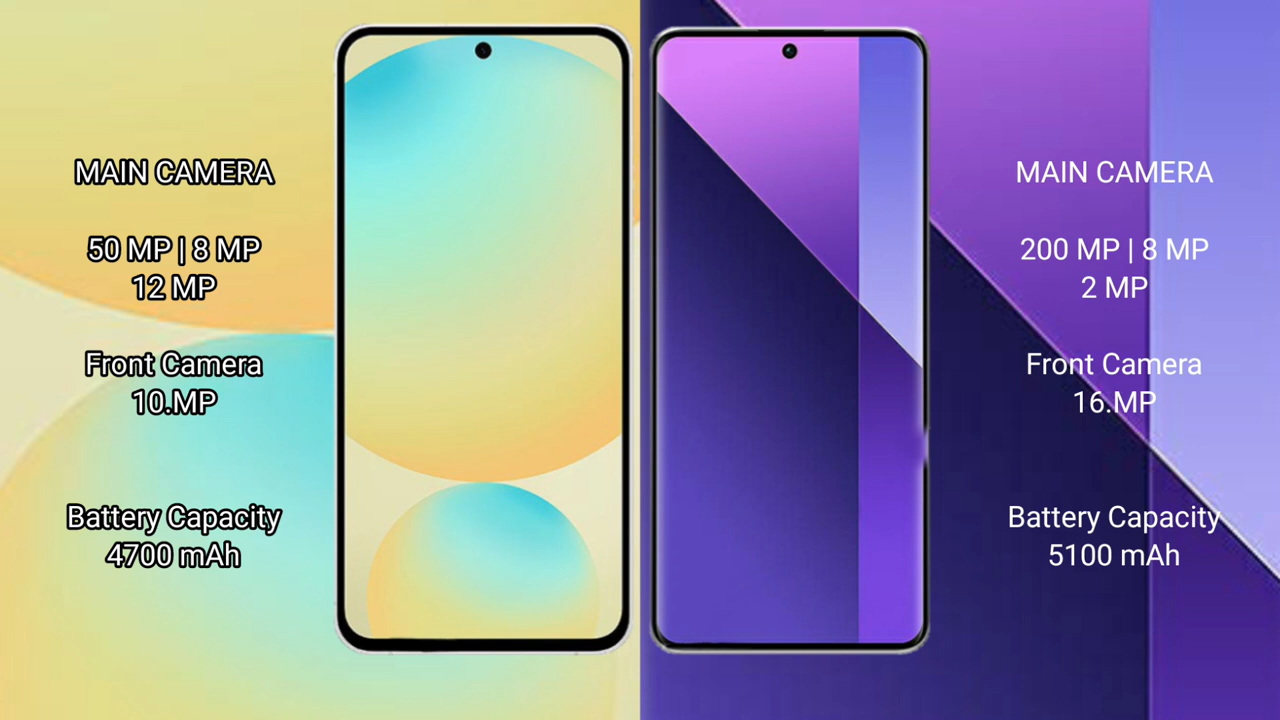 MAIN CAMERA
50 MP | 8 MP
12 MP
Front Camera
10.MP
Battery Capacity
4700 mAh
MAIN CAMERA
200 MP | 8 MP
2 MP
Front Camera
16.MP
Battery Capacity
5100 mAh